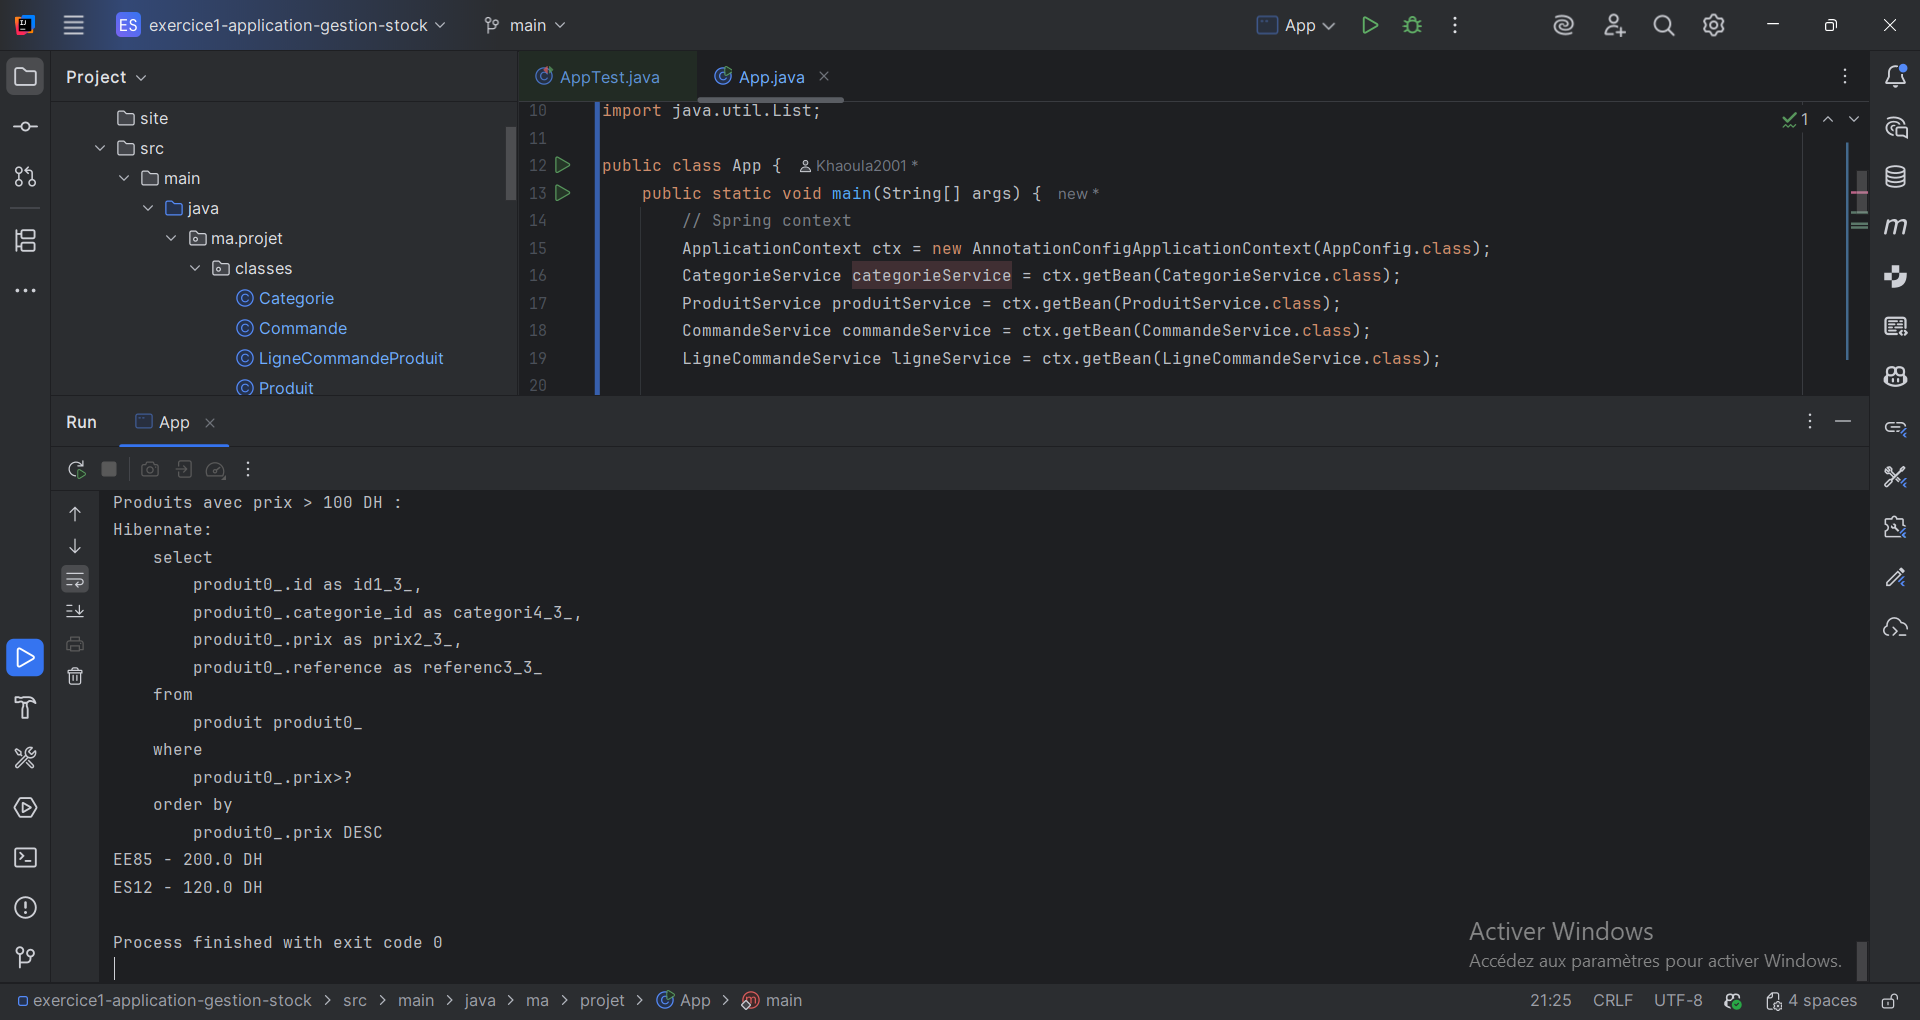 ES exercice1-application-gestion-stock main App
Project
AppTest.java App.java
site
src
main
java
ma.projet
classes
Categorie
Commande
LigneCommandeProduit
Produit
10 import java.util.List;
11
12 public class App { Khaoula2001 *
13 public static void main(String[] args) { new *
14 // Spring context
15 ApplicationContext ctx = new AnnotationConfigApplicationContext(AppConfig.class);
16 CategorieService categorieService = ctx.getBean(CategorieService.class);
17 ProduitService produitService = ctx.getBean(ProduitService.class);
18 CommandeService commandeService = ctx.getBean(CommandeService.class);
19 LigneCommandeService ligneService = ctx.getBean(LigneCommandeService.class);
20
1
Run App
Produits avec prix > 100 DH :
Hibernate:
select
produit0_.id as id1_3_,
produit0_.categorie_id as categori4_3_,
produit0_.prix as prix2_3_,
produit0_.reference as referenc3_3_
from
produit produit0_
where
produit0_.prix>?
order by
produit0_.prix DESC
EE85 - 200.0 DH
ES12 - 120.0 DH
Process finished with exit code 0
Activer Windows
Accédez aux paramètres pour activer Windows.
exercice1-application-gestion-stock > src > main > java > ma > projet > App > main
21:25 CRLF UTF-8 4 spaces